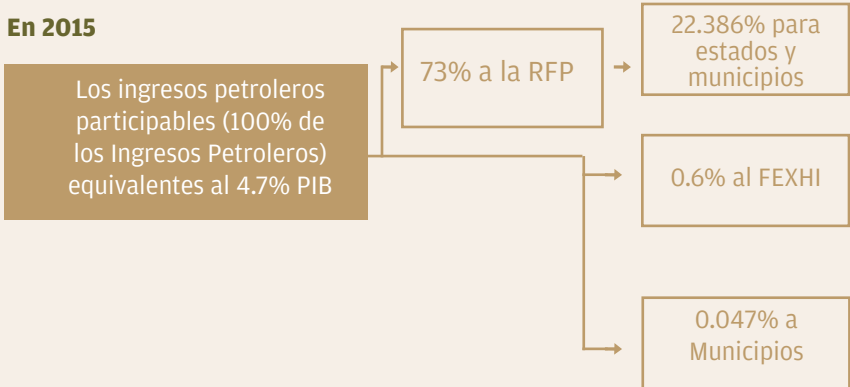 En 2015
Los ingresos petroleros
participables (100% de
los Ingresos Petroleros)
equivalentes al 4.7% PIB
73% a la RFP
22.386% para
estados y
municipios
0.6% al FEXHI
0.047% a
Municipios